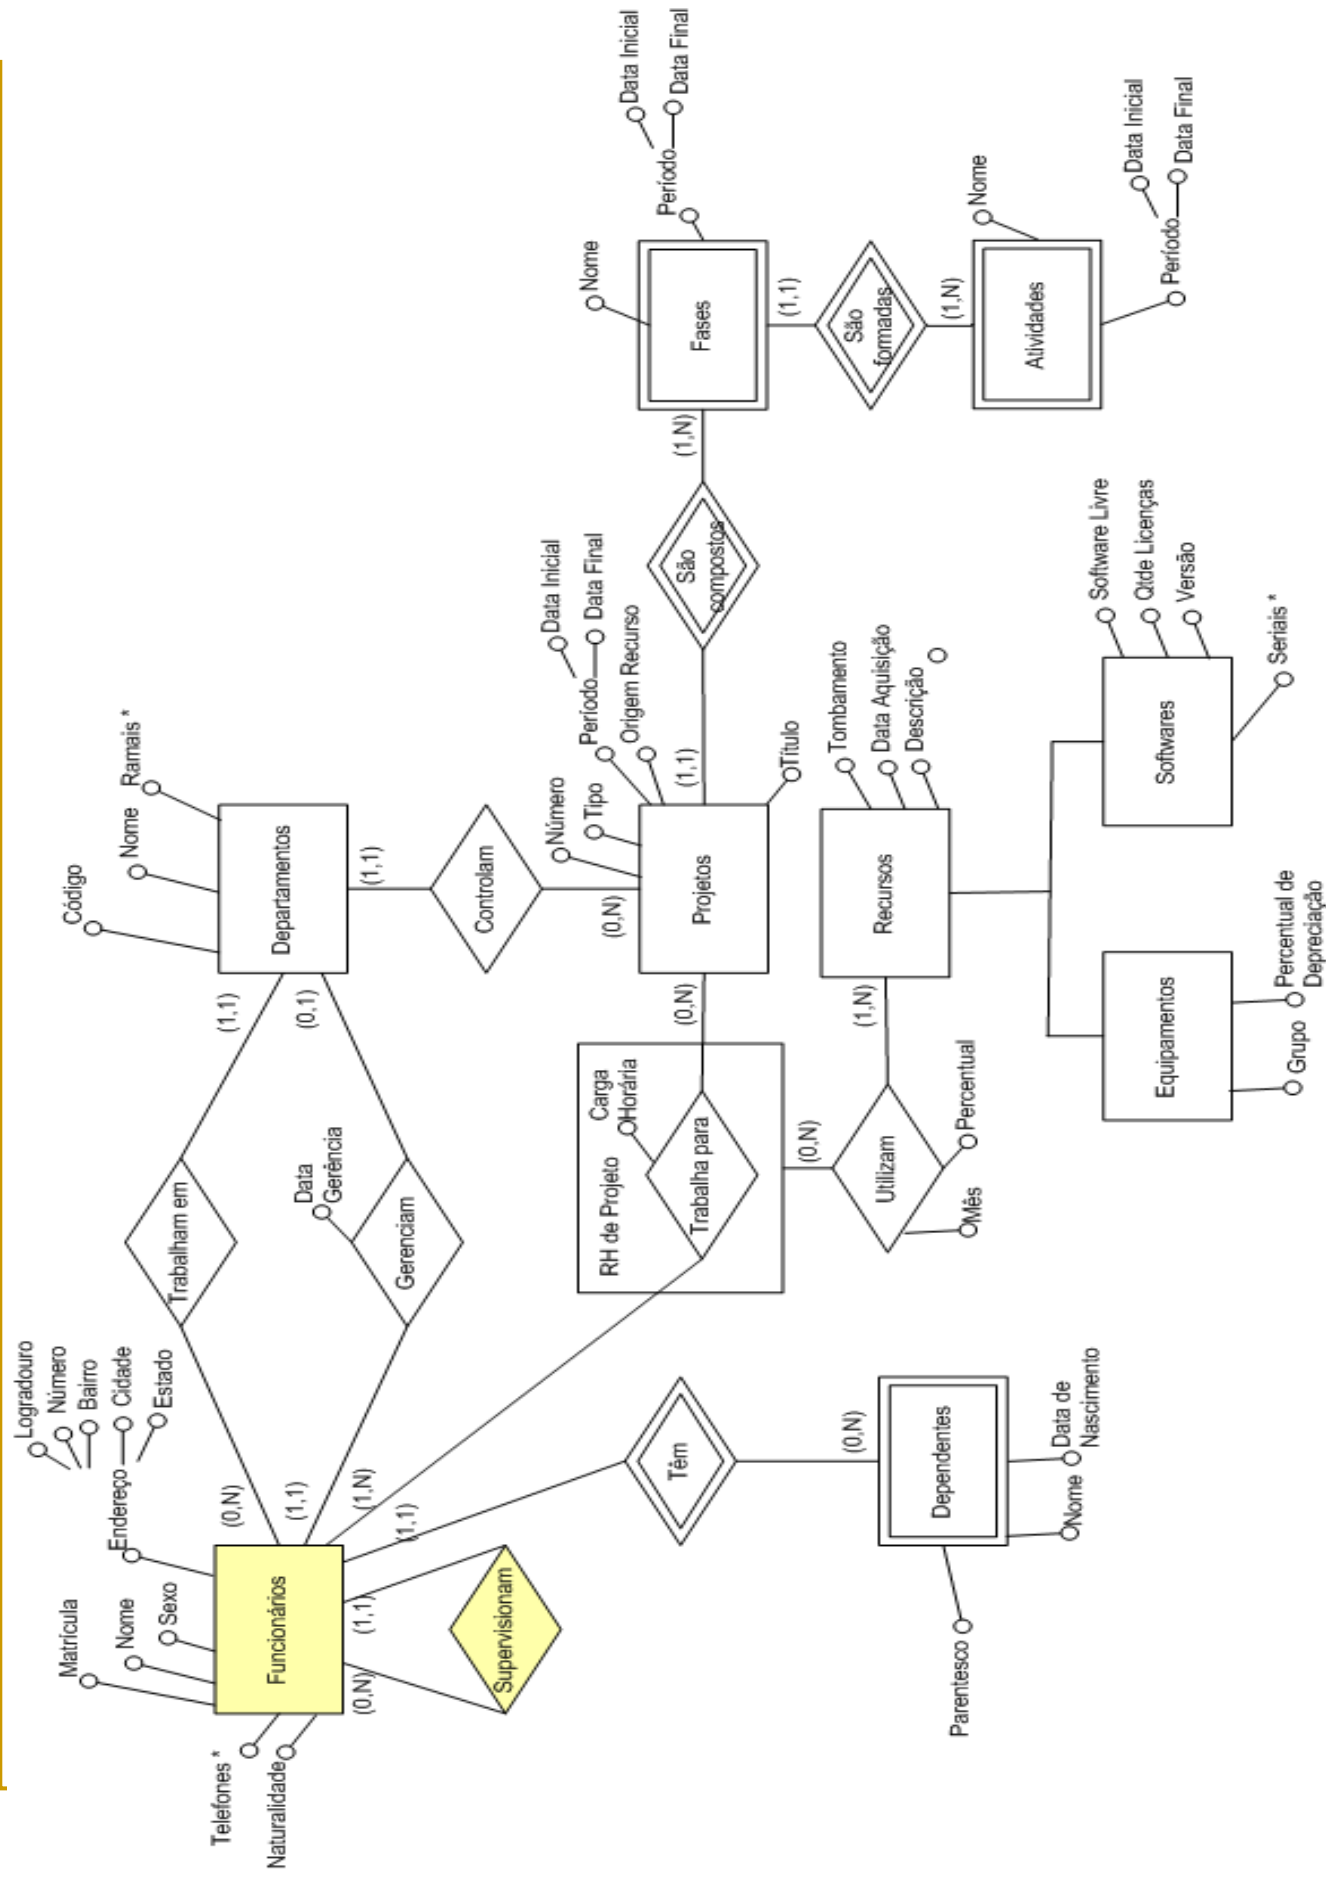 Logradouro
Número
Bairro
Cidade
Estado
Endereço
Matrícula
Nome
Sexo
Telefones *
Naturalidade
Funcionários
(0,N)
(1,1)
(1,N)
(1,1)
(1,1)
(0,N)
Supervisionam
Trabalham em
Data
Gerência
Gerenciam
(1,1)
(0,1)
Código
Nome
Ramais *
Departamentos
(1,1)
Controlam
(0,N)
Número
Tipo
Período
Data Inicial
Data Final
Origem Recurso
Título
Projetos
(0,N)
(1,1)
São
compostos
(1,N)
Nome
Período
Data Inicial
Data Final
Fases
(1,1)
São
formadas
(1,N)
Nome
Período
Data Inicial
Data Final
Atividades
RH de Projeto
Carga
Horária
Trabalha para
(0,N)
Utilizam
Mês
Percentual
(1,N)
Recursos
Tombamento
Data Aquisição
Descrição
Equipamentos
Grupo
Percentual de
Depreciação
Softwares
Software Livre
Qtde Licenças
Versão
Seriais *
Têm
(0,N)
Dependentes
Parentesco
Nome
Data de
Nascimento